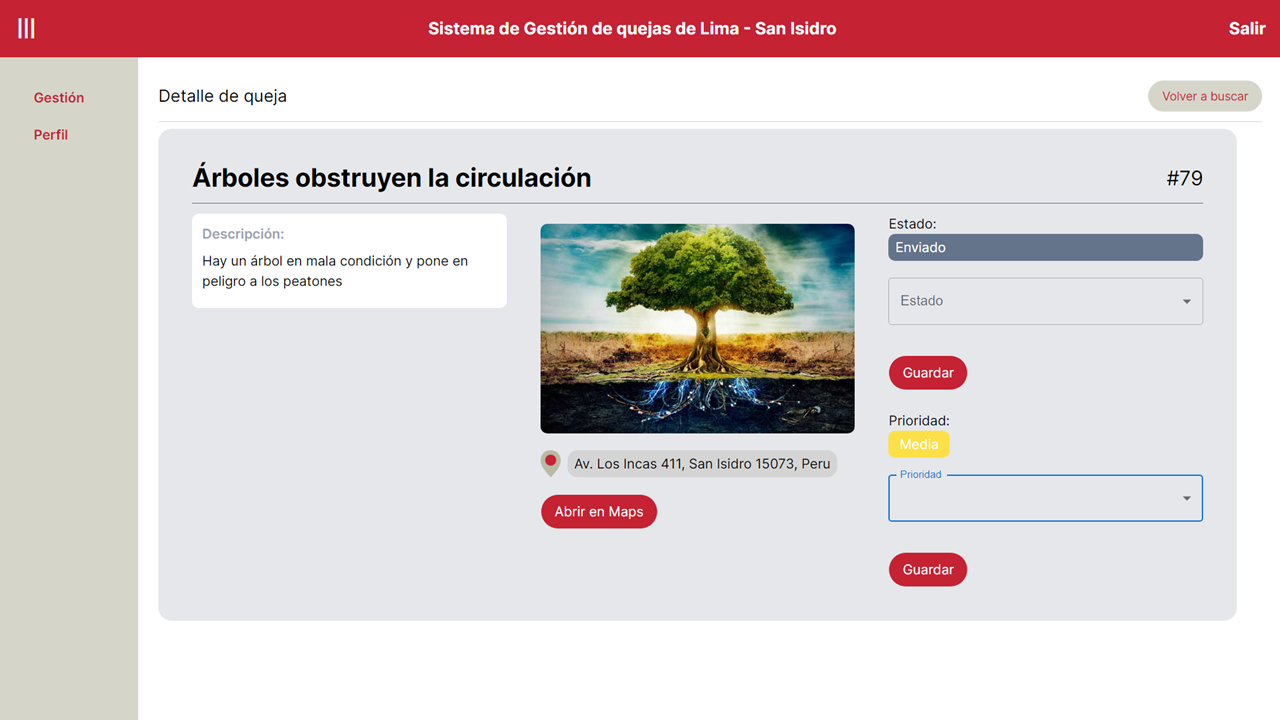 Sistema de Gestión de quejas de Lima - San Isidro
Salir
Gestión
Perfil
Detalle de queja
Volver a buscar
Árboles obstruyen la circulación
#79
Descripción:
Hay un árbol en mala condición y pone en
peligro a los peatones
Av. Los Incas 411, San Isidro 15073, Peru
Abrir en Maps
Estado:
Enviado
Estado
Guardar
Prioridad:
Media
Prioridad
Guardar